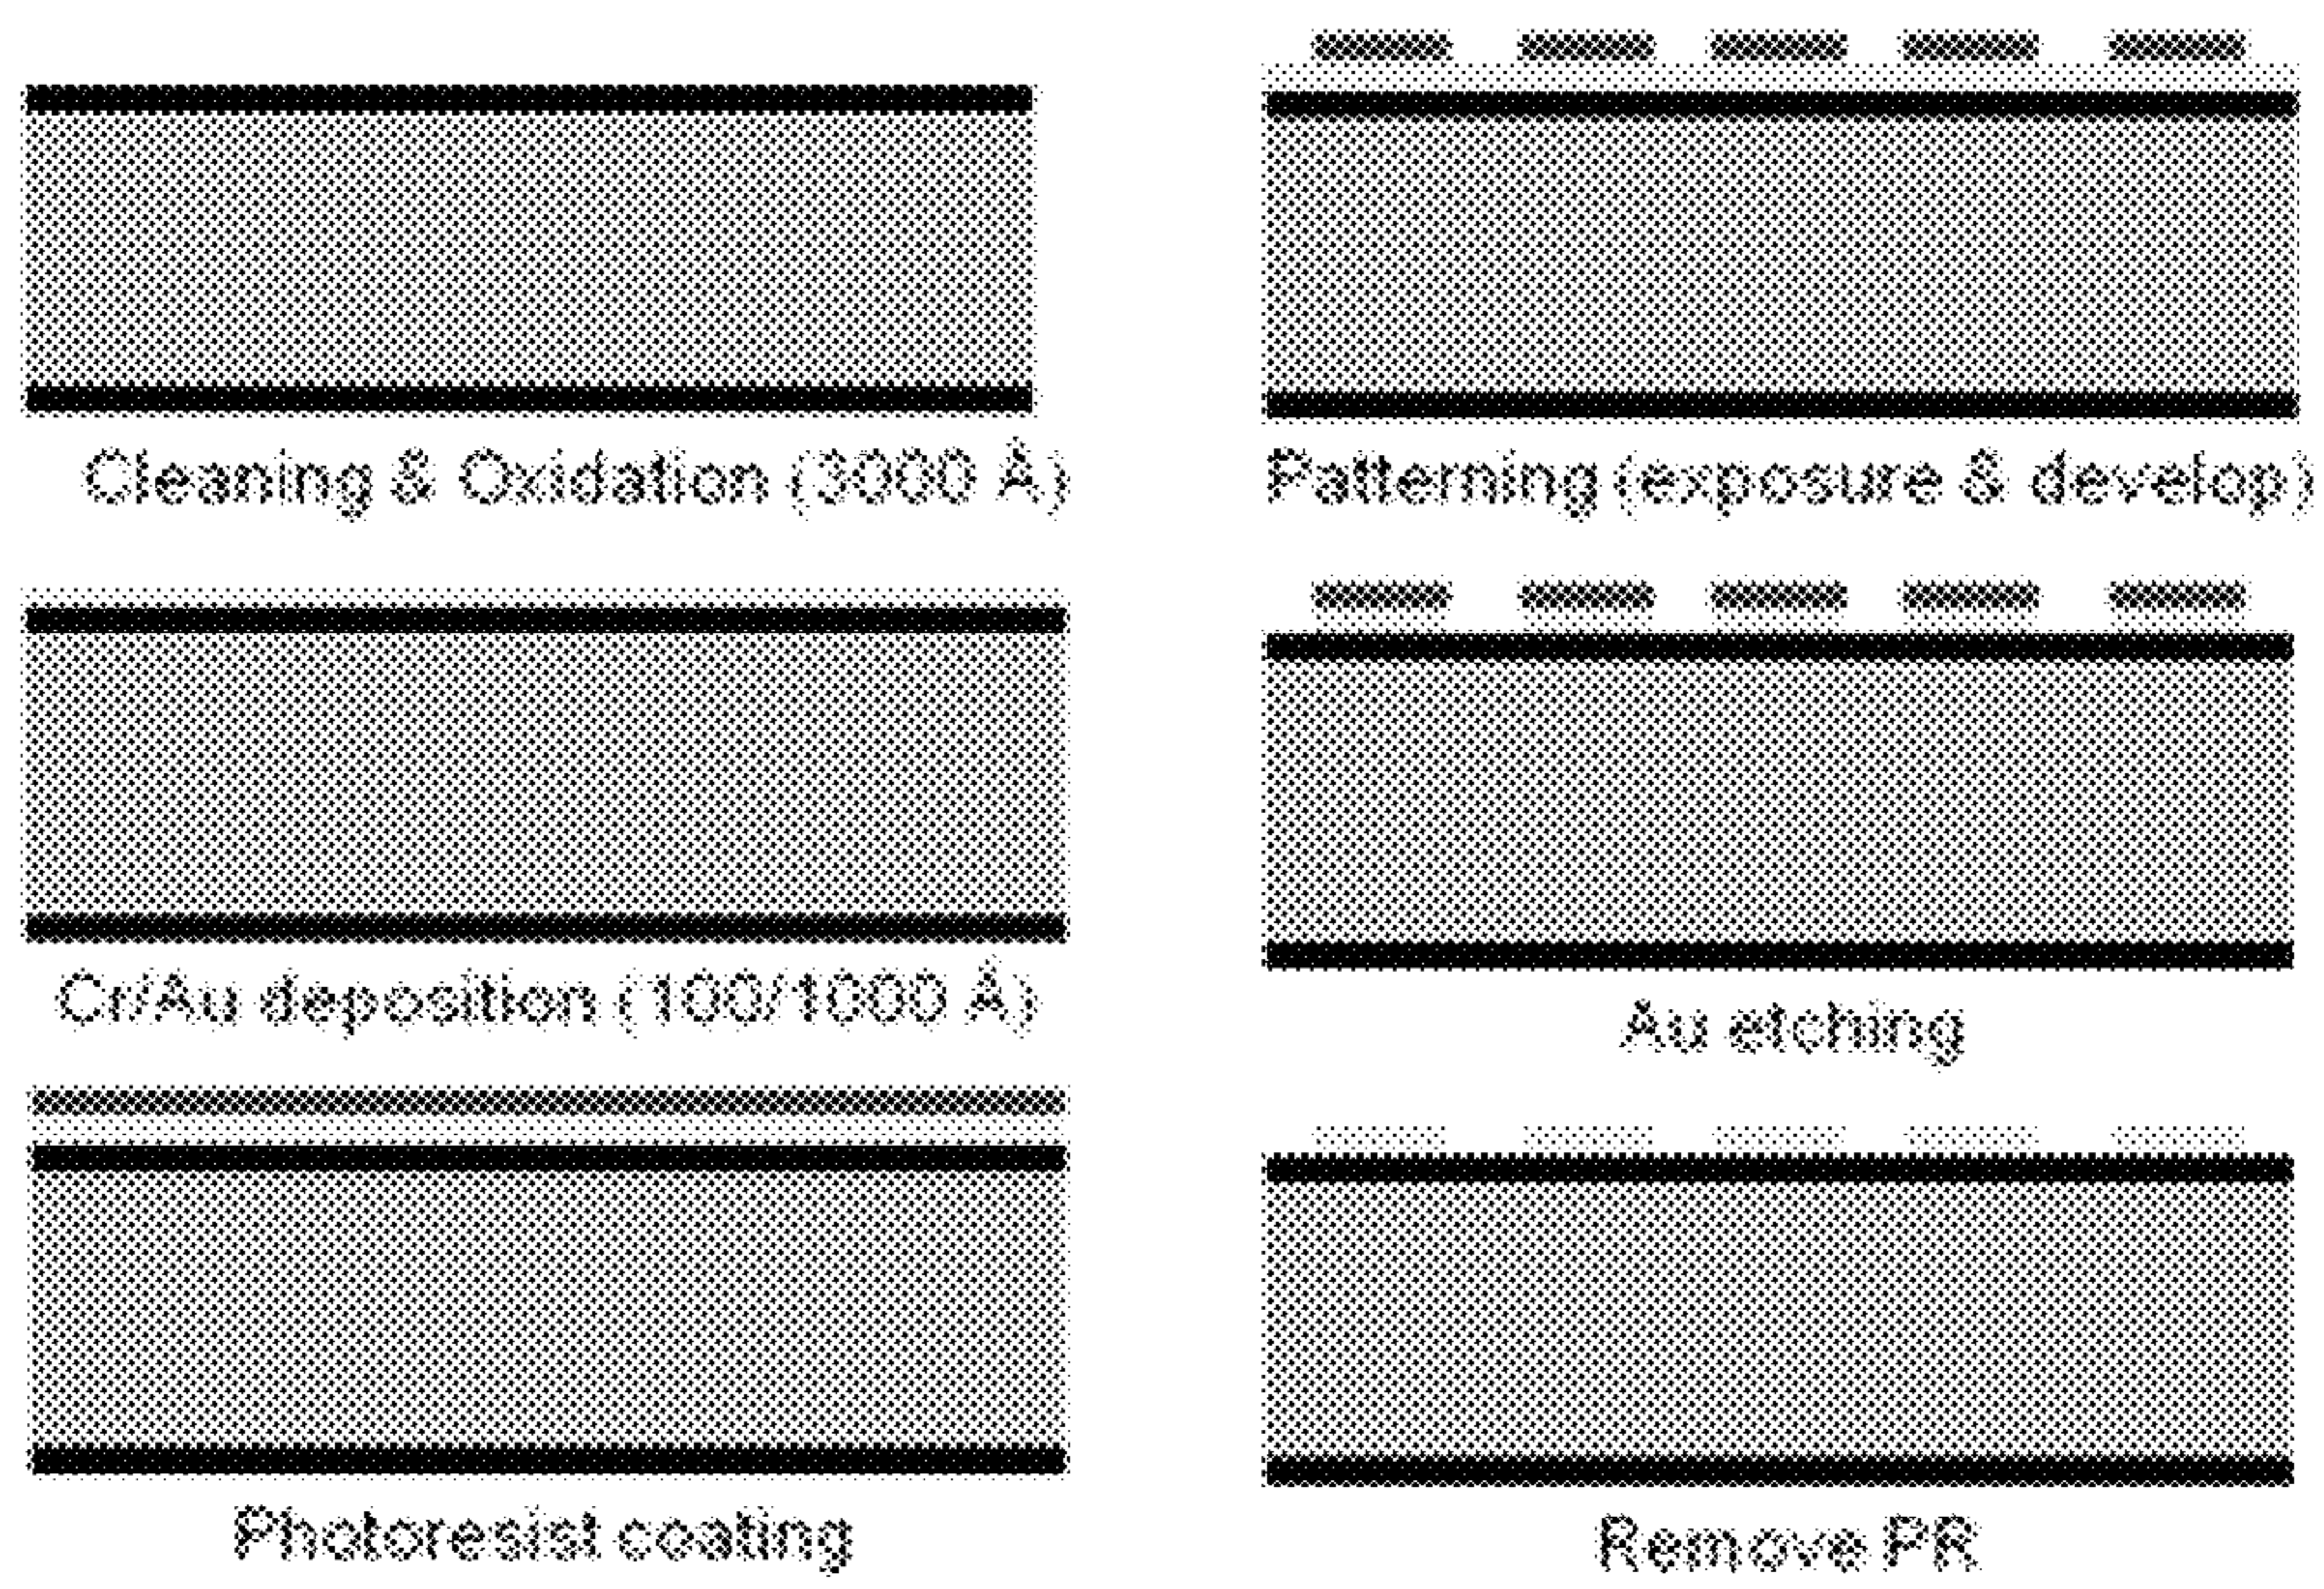 Cleaning & Oxidation (3000 Å)
Cr/Au deposition (100/1000 Å)
Photoresist coating
Patterning (exposure & develop)
Au etching
Remove PR